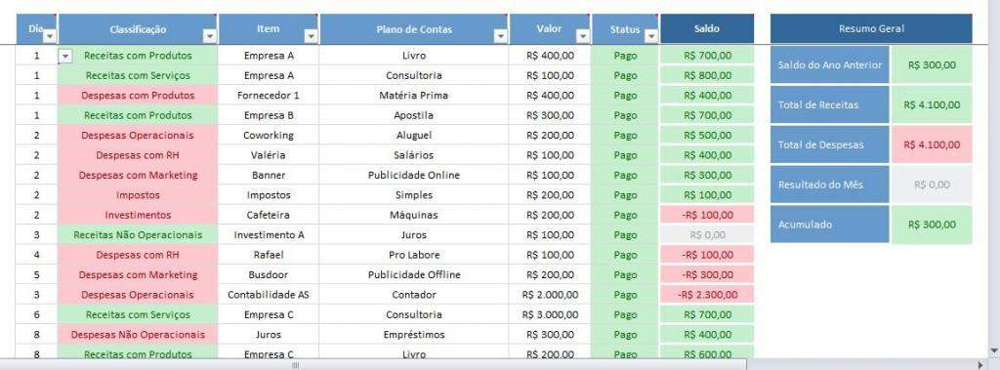 Dia Classificação Item Plano de Contas Valor Status Saldo Resumo Geral
1 Receitas com Produtos Empresa A Livro R$ 400,00 Pago R$ 700,00 Saldo do Ano Anterior R$ 300,00
1 Receitas com Serviços Empresa A Consultoria R$ 100,00 Pago R$ 800,00
1 Despesas com Produtos Fornecedor 1 Matéria Prima R$ 400,00 Pago R$ 400,00 Total de Receitas R$ 4.100,00
1 Receitas com Produtos Empresa B Apostila R$ 300,00 Pago R$ 700,00
2 Despesas Operacionais Coworking Aluguel R$ 200,00 Pago R$ 500,00 Total de Despesas R$ 4.100,00
2 Despesas com RH Valéria Salários R$ 100,00 Pago R$ 400,00
2 Despesas com Marketing Banner Publicidade Online R$ 100,00 Pago R$ 300,00 Resultado do Mês R$ 0,00
2 Impostos Impostos Simples R$ 200,00 Pago R$ 100,00
2 Investimentos Cafeteira Máquinas R$ 200,00 Pago -R$ 100,00 Acumulado R$ 300,00
3 Receitas Não Operacionais Investimento A Juros R$ 100,00 Pago R$ 0,00
4 Despesas com RH Rafael Pro Labore R$ 100,00 Pago -R$ 100,00
5 Despesas com Marketing Busdoor Publicidade Offline R$ 200,00 Pago -R$ 300,00
3 Despesas Operacionais Contabilidade AS Contador R$ 2.000,00 Pago -R$ 2.300,00
6 Receitas com Serviços Empresa C Consultoria R$ 3.000,00 Pago R$ 700,00
8 Despesas Não Operacionais Juros Empréstimos R$ 300,00 Pago R$ 400,00
8 Receitas com Produtos Empresa C Livro R$ 200,00 Pago R$ 600,00